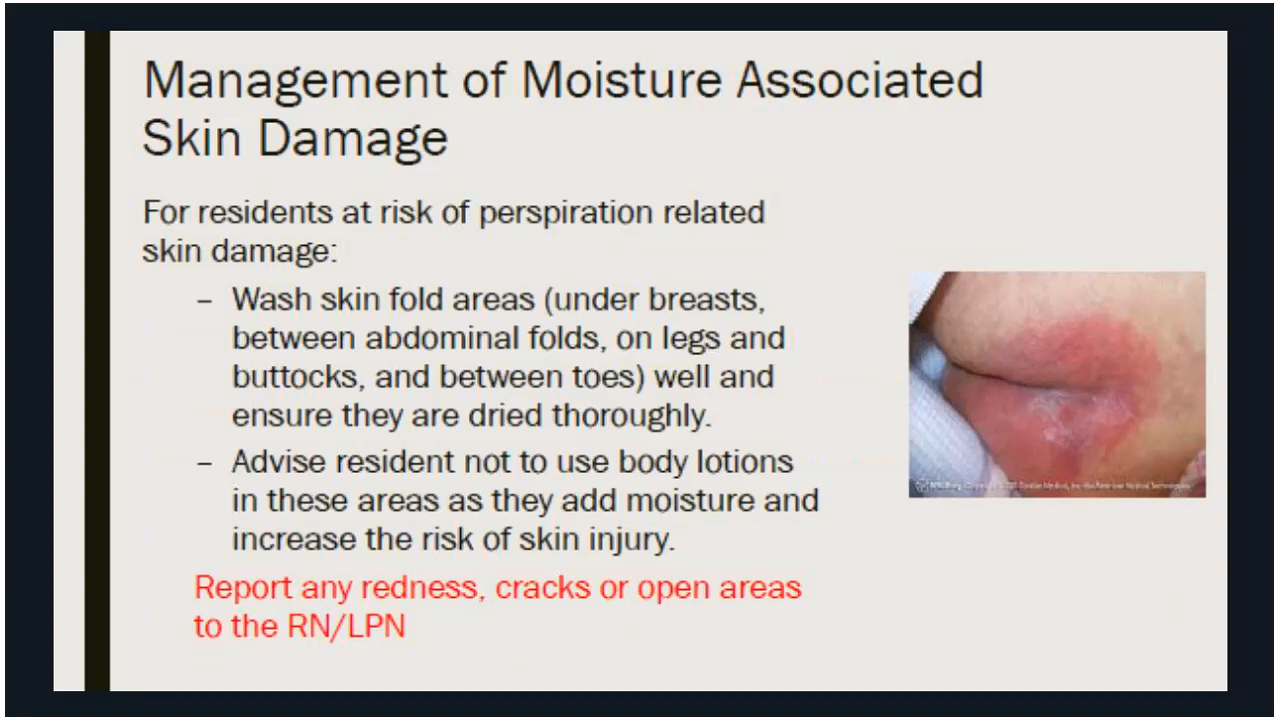 Management of Moisture Associated
Skin Damage
For residents at risk of perspiration related
skin damage:
– Wash skin fold areas (under breasts,
between abdominal folds, on legs and
buttocks, and between toes) well and
ensure they are dried thoroughly.
– Advise resident not to use body lotions
in these areas as they add moisture and
increase the risk of skin injury.
Report any redness, cracks or open areas
to the RN/LPN